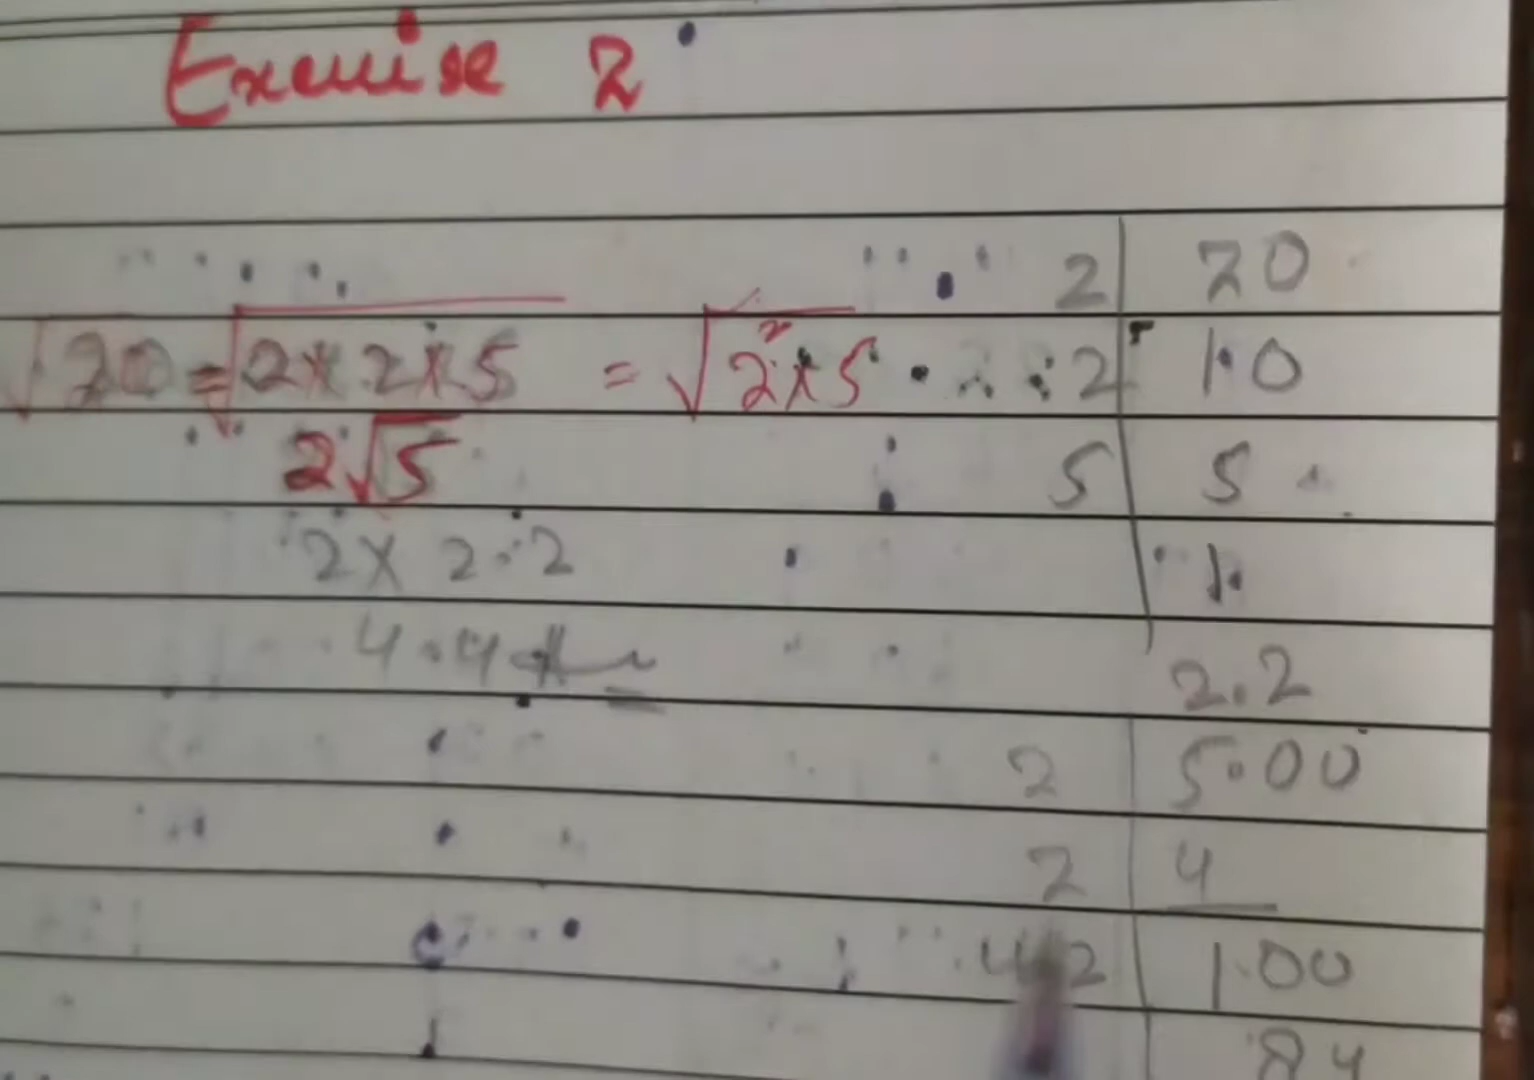 Exercise 2
2 | 20
√20 = √2×2×5 = √2²×5
2 | 10
2√5
5 | 5
2×2.2
1
4.4
2.2
2 | 5.00
2 | 4
42 | 1.00
84